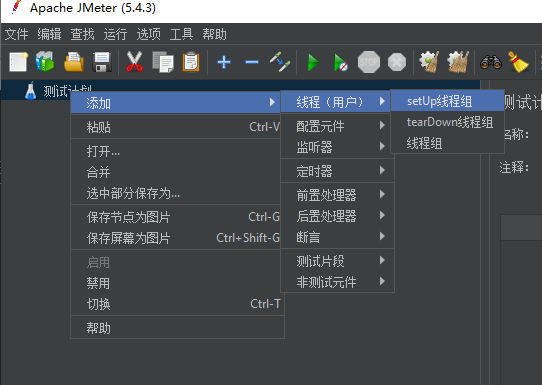 Apache JMeter (5.4.3)
文件 编辑 查找 运行 选项 工具 帮助
测试计划
添加
粘贴 Ctrl-V
打开...
合并
选中部分保存为...
保存节点为图片 Ctrl-G
保存屏幕为图片 Ctrl+Shift-G
启用
禁用
切换 Ctrl-T
帮助
线程（用户）
配置元件
监听器
定时器
前置处理器
后置处理器
断言
测试片段
非测试元件
setUp线程组
tearDown线程组
线程组
测试计
名称:
注释: